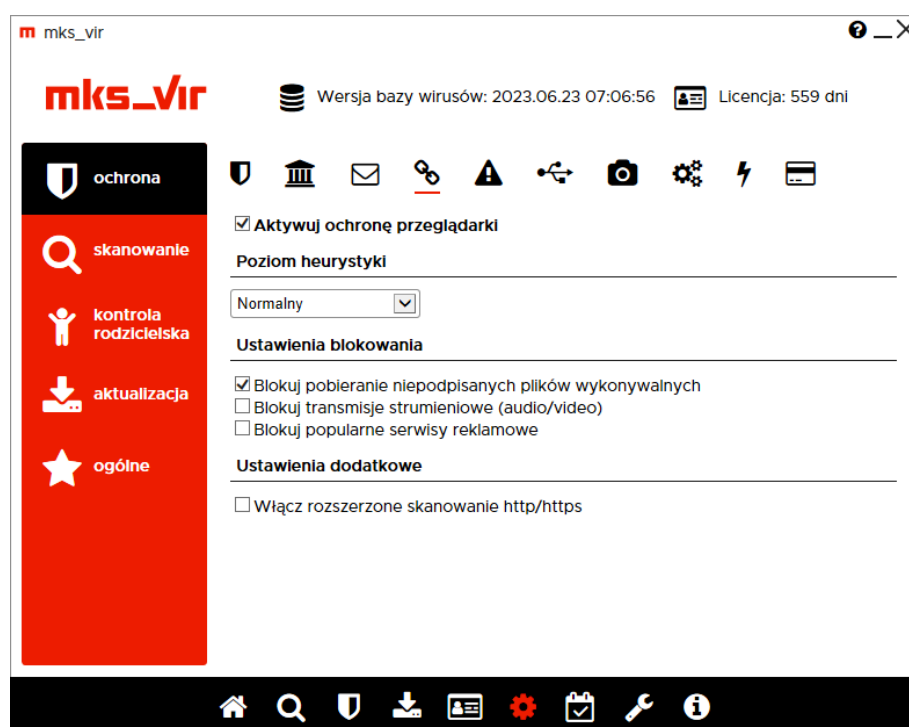 mks_vir
mks_vir
Wersja bazy wirusów: 2023.06.23 07:06:56
Licencja: 559 dni
ochrona
skanowanie
kontrola
rodzicielska
aktualizacja
ogólne
Aktywuj ochronę przeglądarki
Poziom heurystyki
Normalny
Ustawienia blokowania
Blokuj pobieranie niepodpisanych plików wykonywalnych
Blokuj transmisje strumieniowe (audio/video)
Blokuj popularne serwisy reklamowe
Ustawienia dodatkowe
Włącz rozszerzone skanowanie http/https